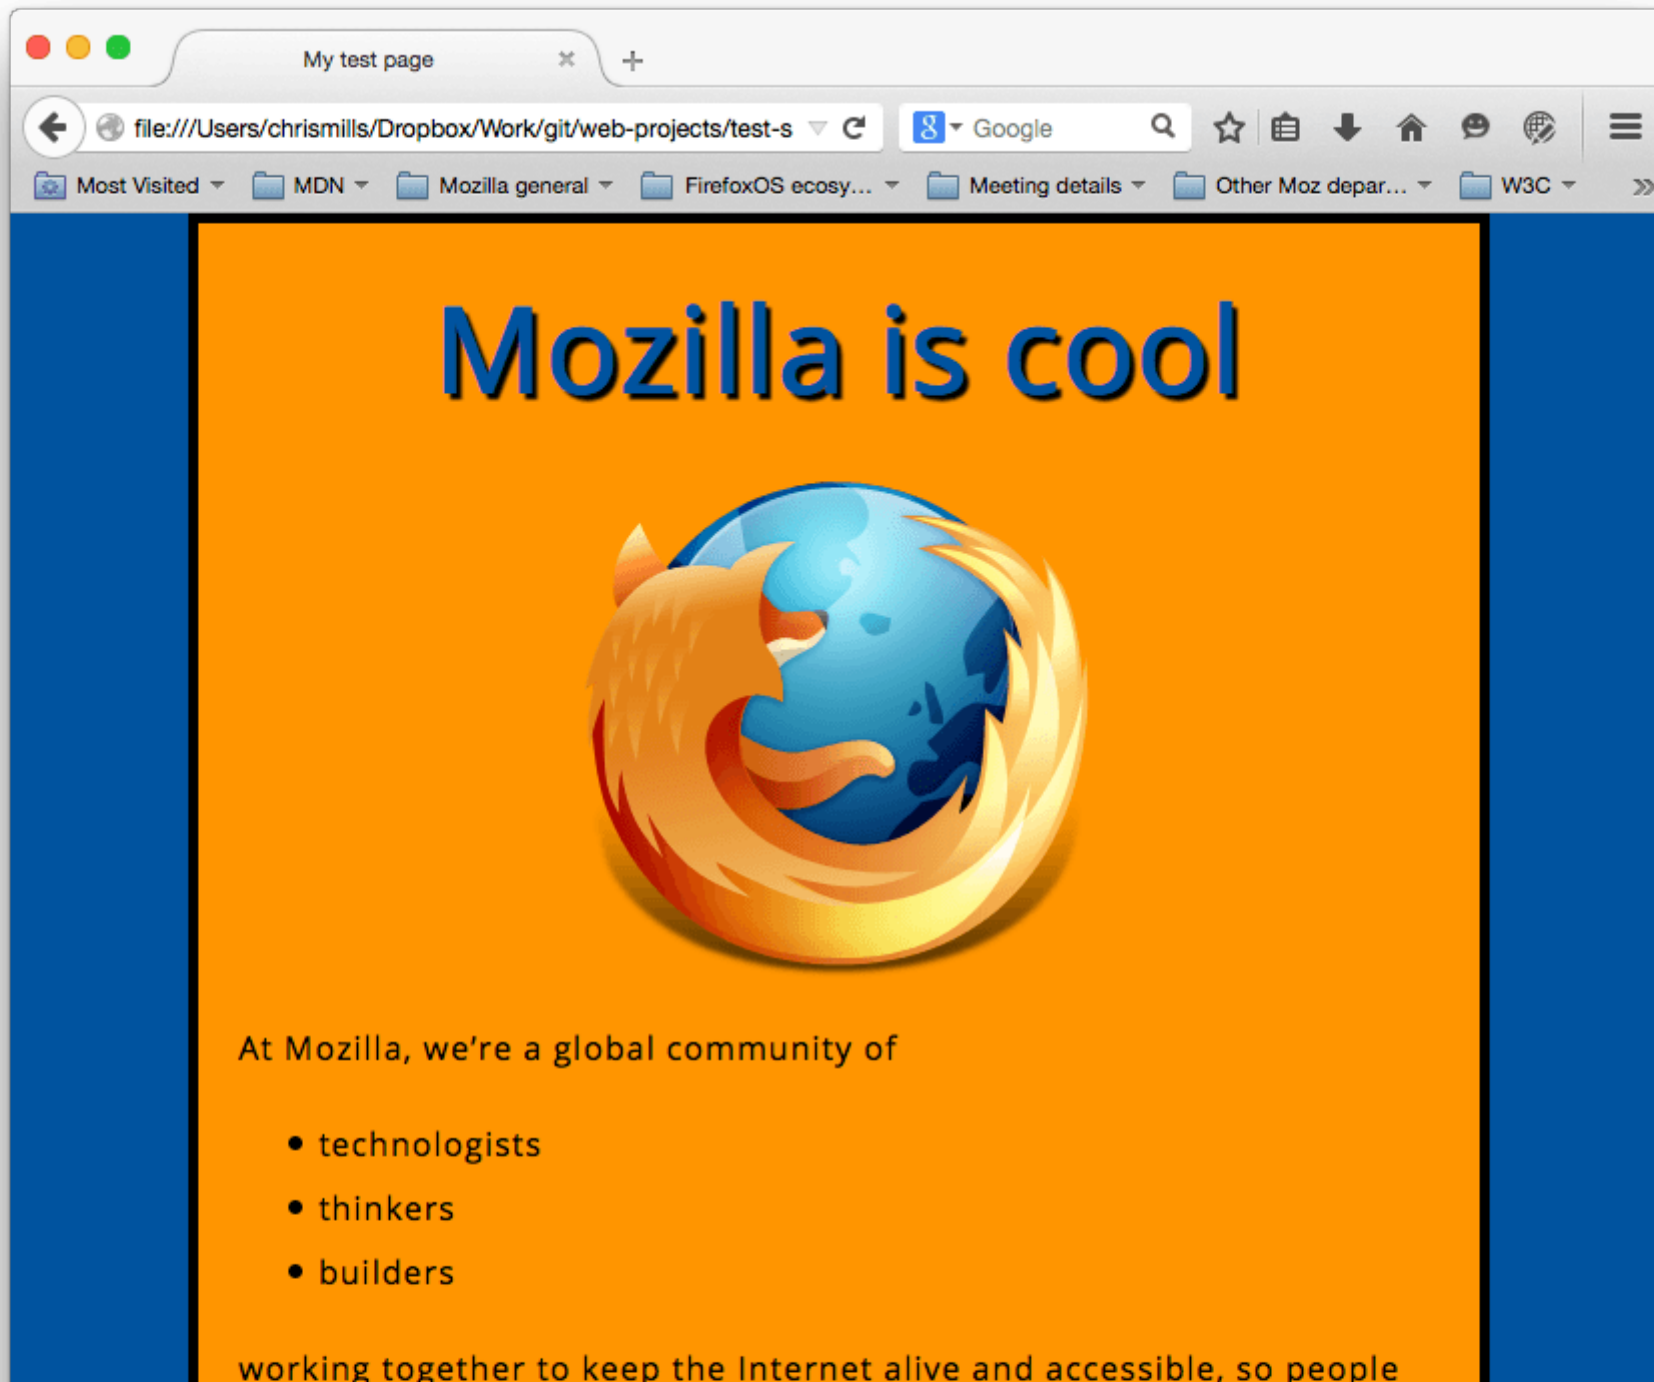 My test page
file:///Users/chrismills/Dropbox/Work/git/web-projects/test-s
8 Google
Most Visited MDN Mozilla general FirefoxOS ecosy... Meeting details Other Moz depar... W3C
Mozilla is cool
At Mozilla, we're a global community of
technologists
thinkers
builders
working together to keep the Internet alive and accessible, so people